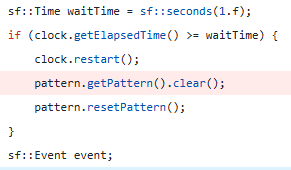 sf::Time waitTime = sf::seconds(1.f);
if (clock.getElapsedTime() >= waitTime) {
    clock.restart();
    pattern.getPattern().clear();
    pattern.resetPattern();
}
sf::Event event;